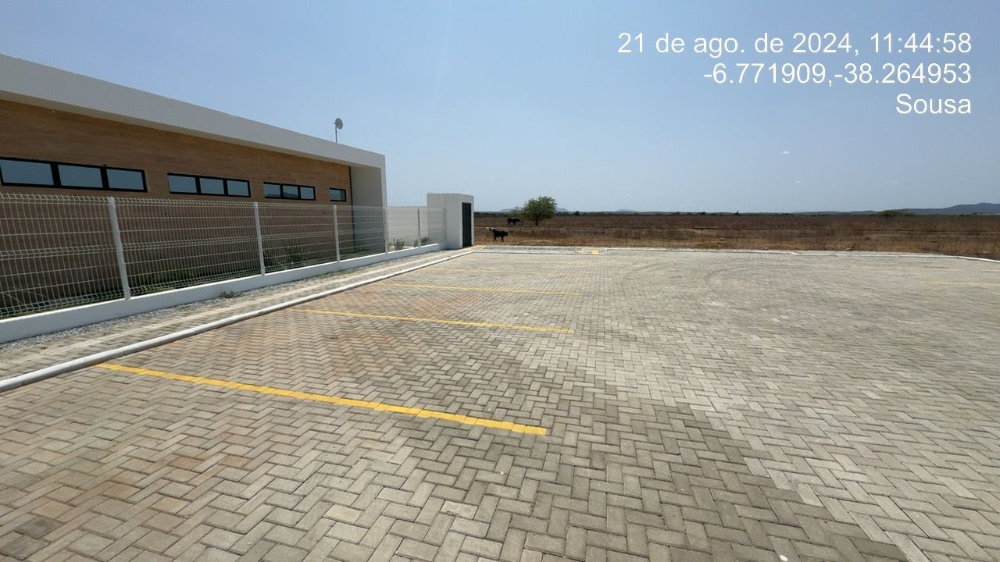 21 de ago. de 2024, 11:44:58
-6.771909,-38.264953
Sousa